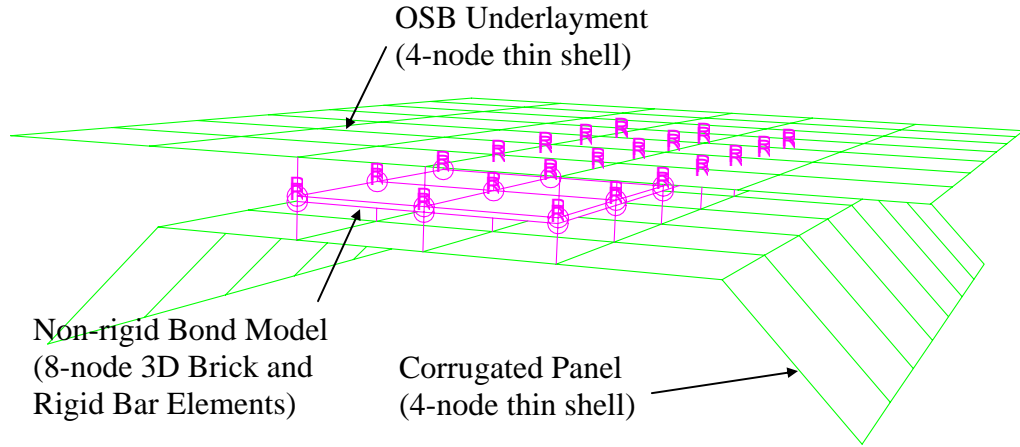 OSB Underlayment
(4-node thin shell)
R R R R R R
R R R R R R
R R R R R R
R R R
Non-rigid Bond Model
(8-node 3D Brick and
Rigid Bar Elements)
Corrugated Panel
(4-node thin shell)